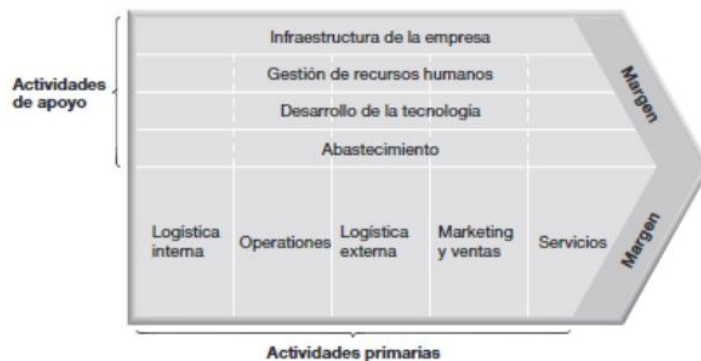 Infraestructura de la empresa
Actividades
de apoyo
Gestión de recursos humanos
Desarrollo de la tecnología
Abastecimiento
Margen
Logística
interna
Operationes
Logística
externa
Marketing
y ventas
Servicios
Margen
Actividades primarias